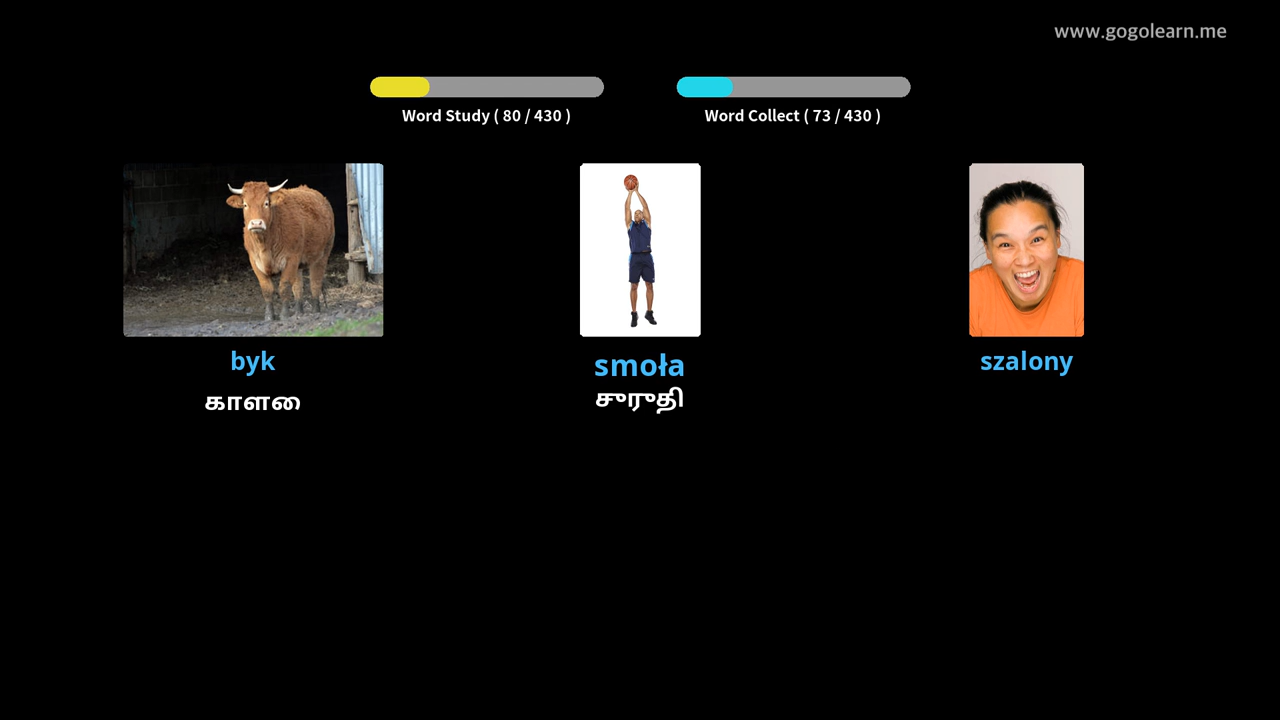 www.gogolearn.me
Word Study ( 80 / 430 )
Word Collect ( 73 / 430 )
byk
smoła
szalony
காளை
சுருதி